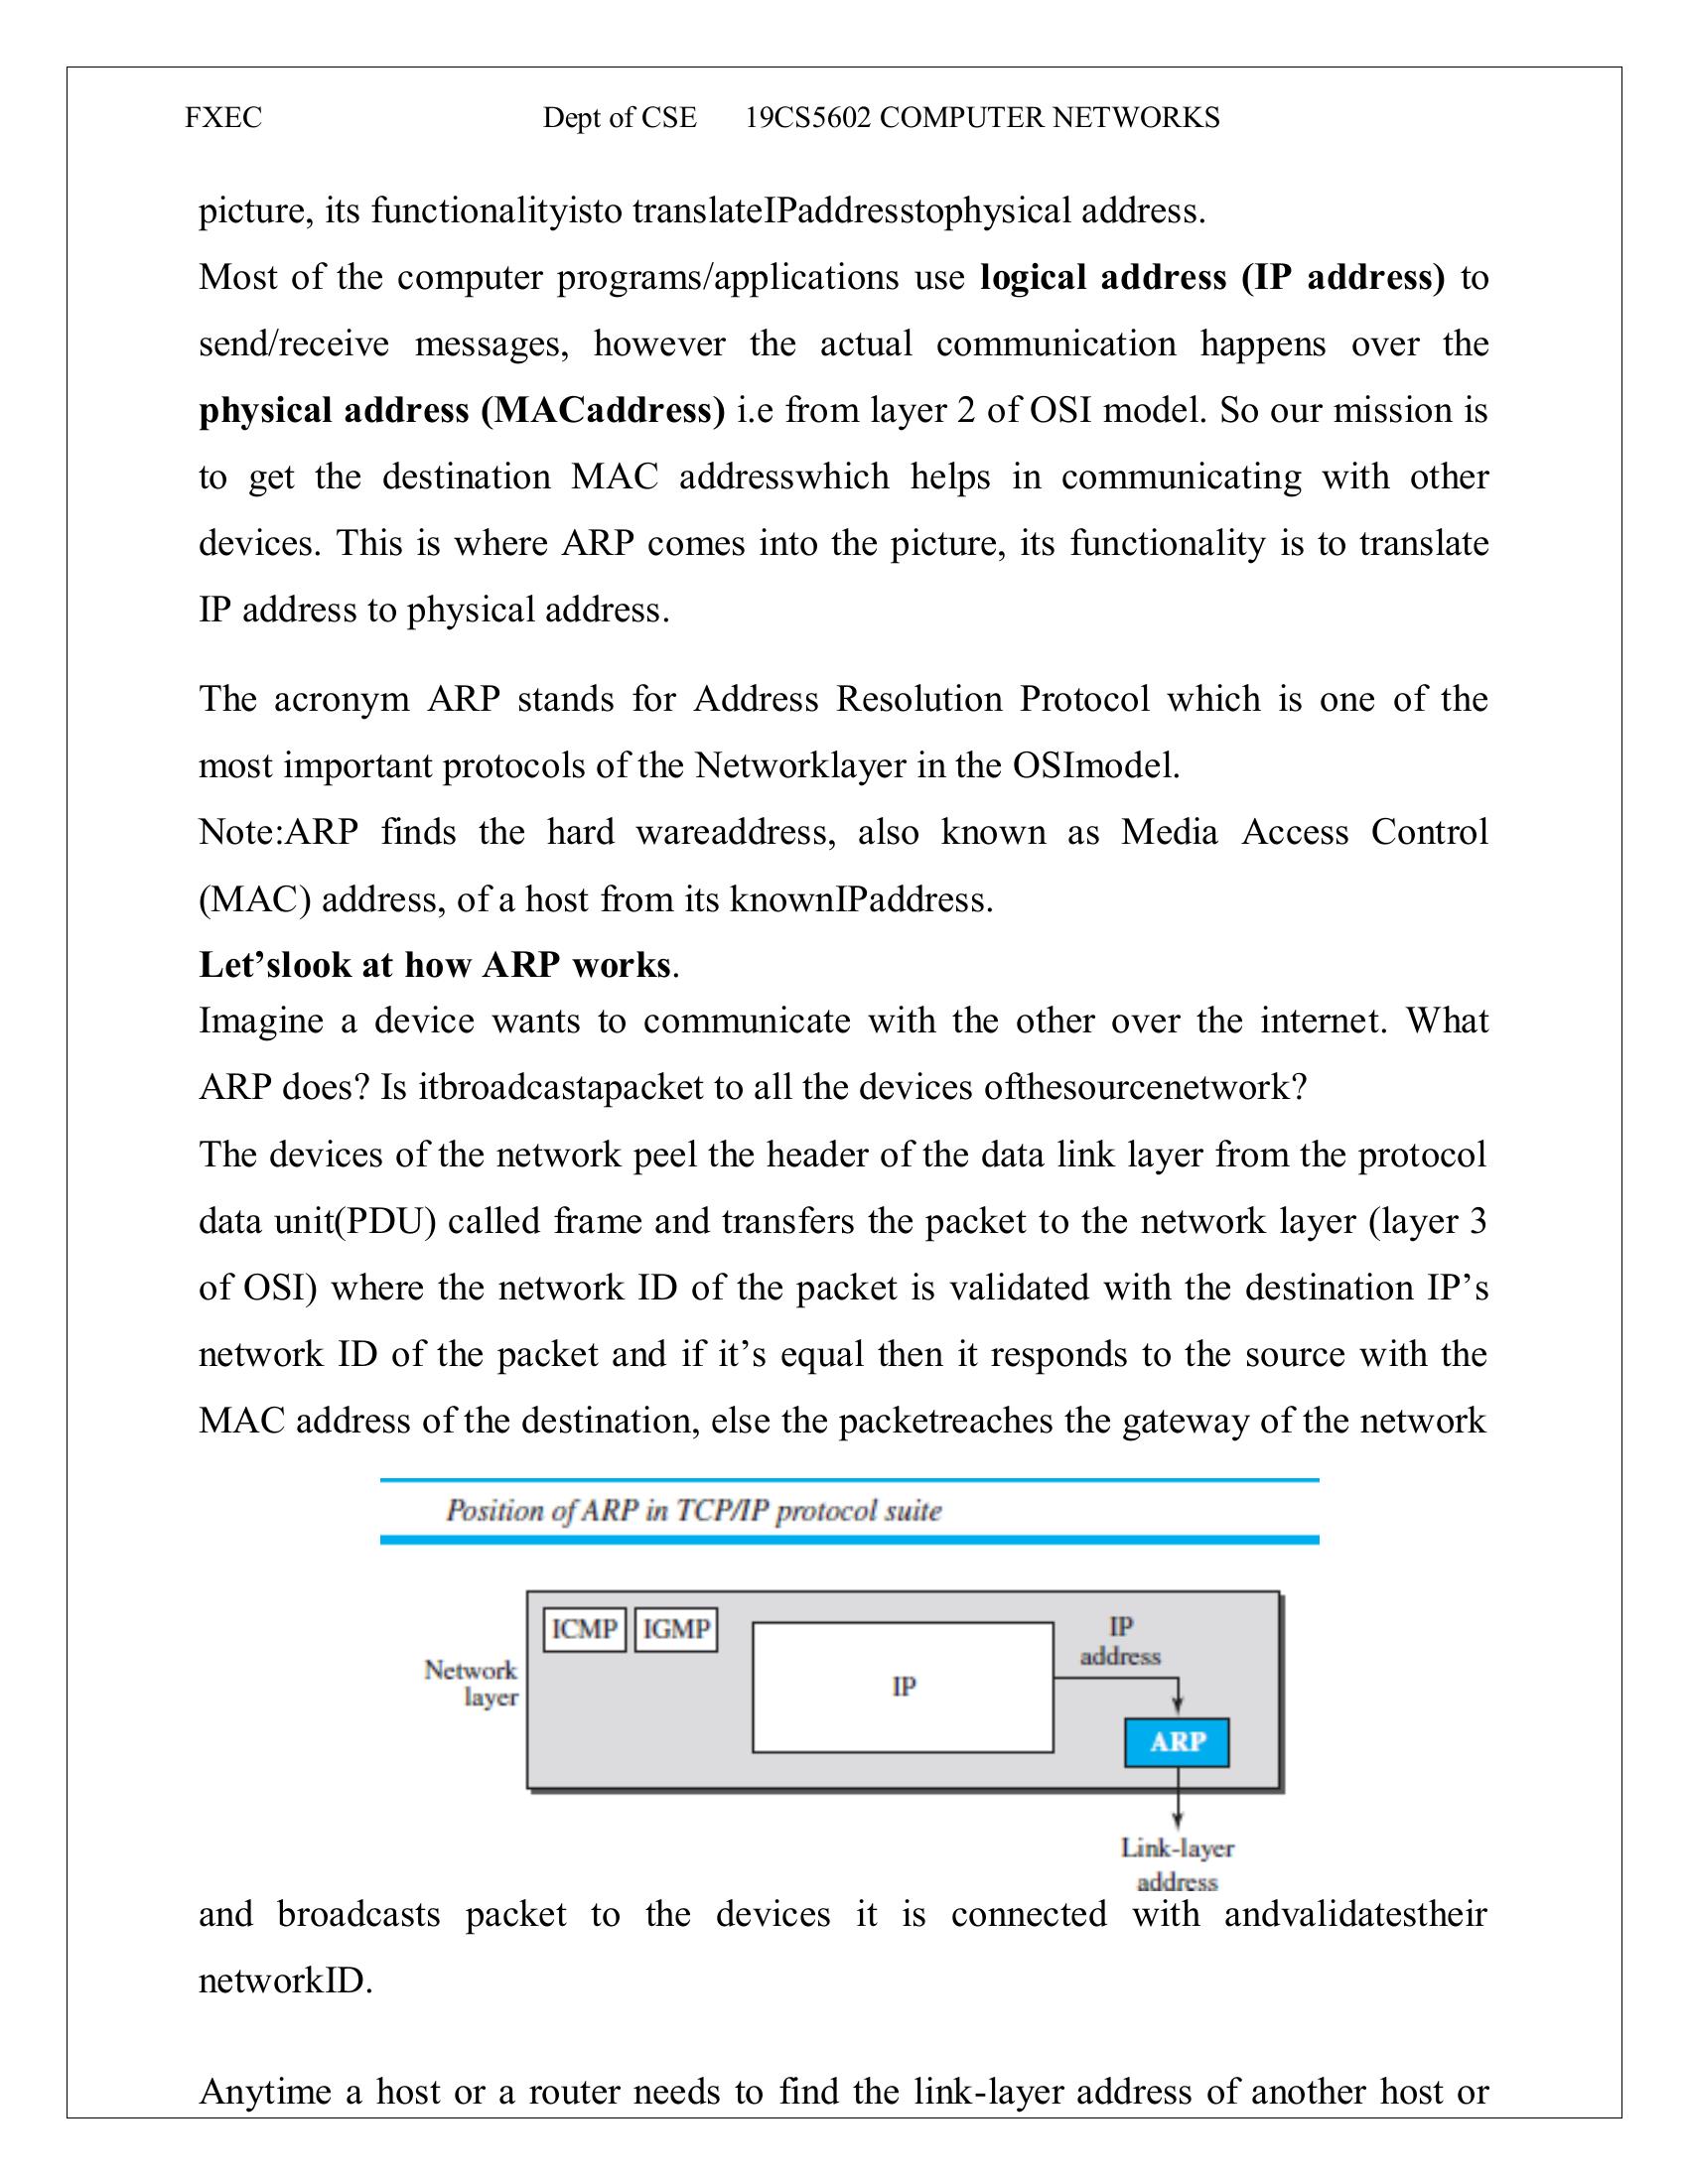 FXEC Dept of CSE 19CS5602 COMPUTER NETWORKS
picture, its functionalityisto translateIPaddresstophysical address.
Most of the computer programs/applications use logical address (IP address) to
send/receive messages, however the actual communication happens over the
physical address (MACaddress) i.e from layer 2 of OSI model. So our mission is
to get the destination MAC addresswhich helps in communicating with other
devices. This is where ARP comes into the picture, its functionality is to translate
IP address to physical address.
The acronym ARP stands for Address Resolution Protocol which is one of the
most important protocols of the Networklayer in the OSImodel.
Note:ARP finds the hard wareaddress, also known as Media Access Control
(MAC) address, of a host from its knownIPaddress.
Let’slook at how ARP works.
Imagine a device wants to communicate with the other over the internet. What
ARP does? Is itbroadcastapacket to all the devices ofthesourcenetwork?
The devices of the network peel the header of the data link layer from the protocol
data unit(PDU) called frame and transfers the packet to the network layer (layer 3
of OSI) where the network ID of the packet is validated with the destination IP’s
network ID of the packet and if it’s equal then it responds to the source with the
MAC address of the destination, else the packetreaches the gateway of the network
Position of ARP in TCP/IP protocol suite
ICMP IGMP
Network
layer
IP
IP
address
ARP
Link-layer
address
and broadcasts packet to the devices it is connected with andvalidatestheir
networkID.
Anytime a host or a router needs to find the link-layer address of another host or